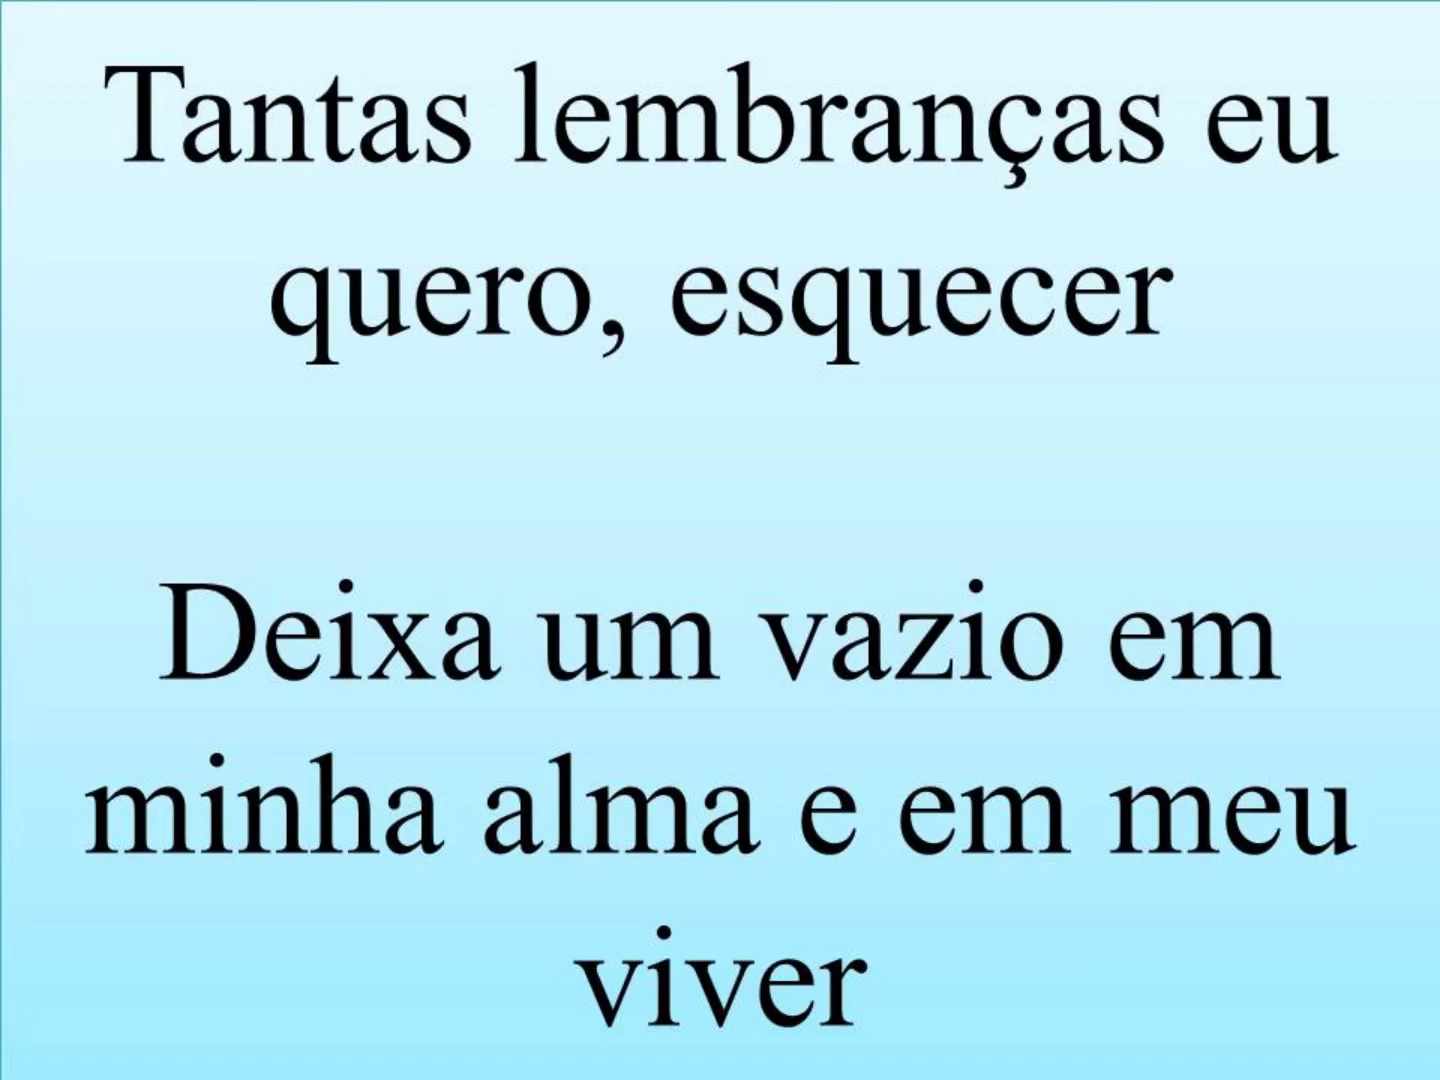 Tantas lembranças eu
quero, esquecer
Deixa um vazio em
minha alma e em meu
viver